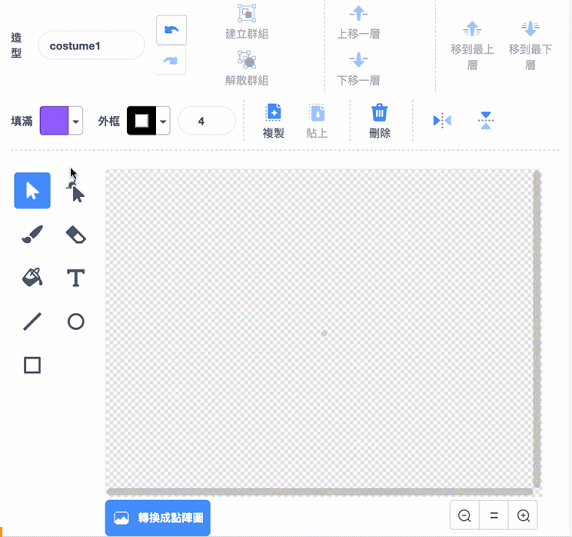 造型
costume1
建立群組
解散群組
上移一層
下移一層
移到最上層
移到最下層
填滿
外框
4
複製
貼上
刪除
T
轉換成點陣圖